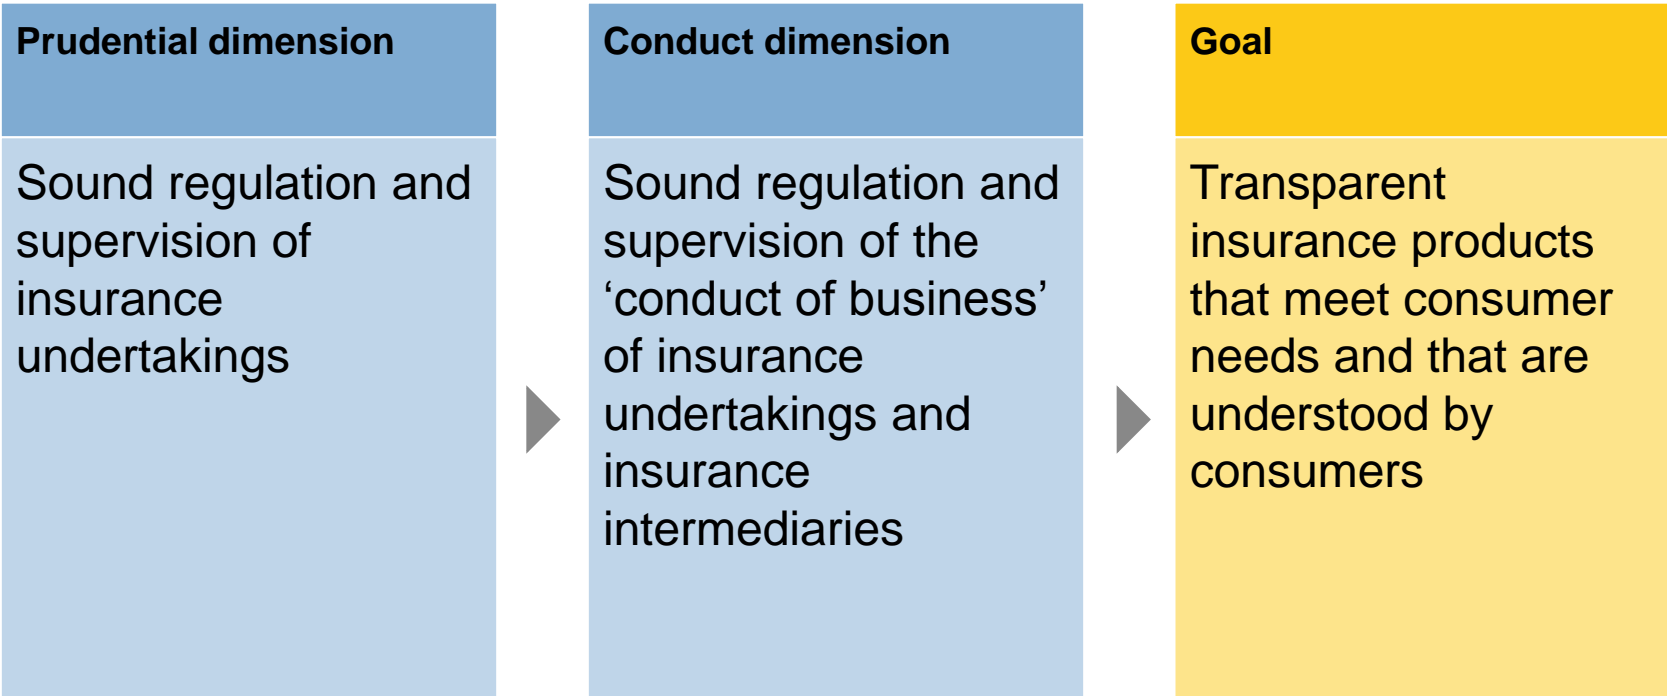 Prudential dimension
Sound regulation and
supervision of
insurance
undertakings
Conduct dimension
Sound regulation and
supervision of the
‘conduct of business’
of insurance
undertakings and
insurance
intermediaries
Goal
Transparent
insurance products
that meet consumer
needs and that are
understood by
consumers